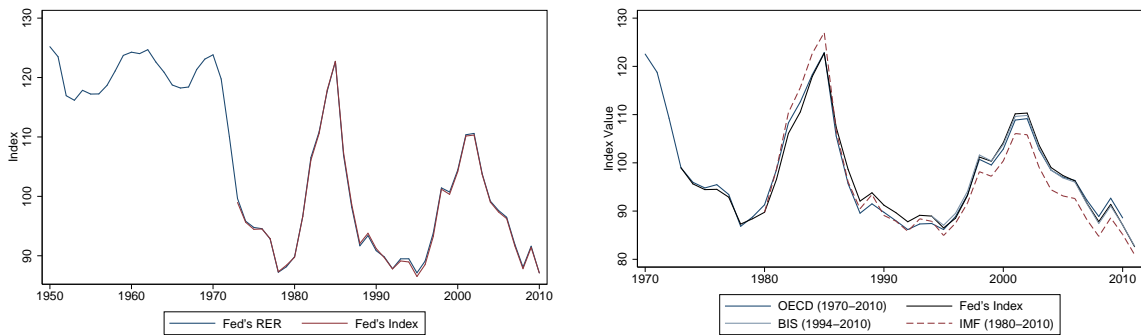 130
120
110
100
90
Index
1950 1960 1970 1980 1990 2000 2010
Fed's RER Fed's Index
130
120
110
100
90
80
Index Value
1970 1980 1990 2000 2010
OECD (1970–2010) Fed's Index
BIS (1994–2010) IMF (1980–2010)